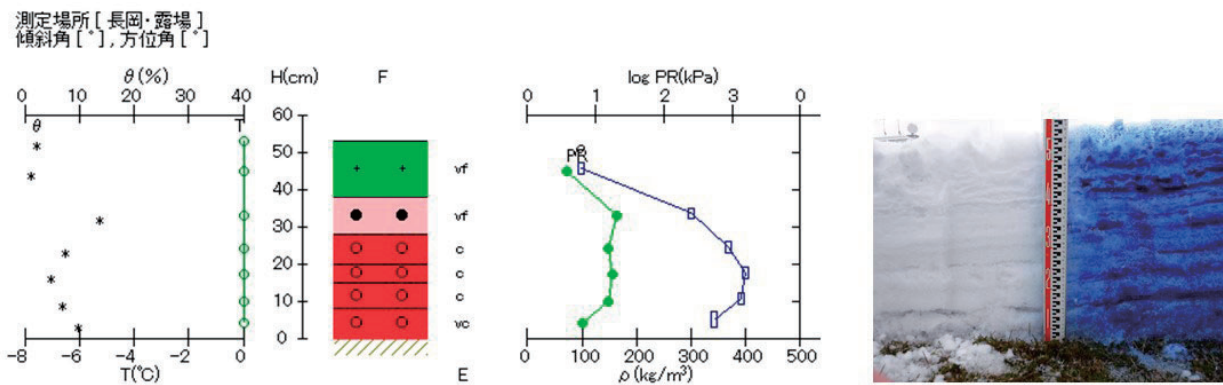 測定場所[ 長岡・露場 ]
傾斜角[ ゜], 方位角[ ゜]
θ(%)
0 10 20 30 40
θ T
-8 -6 -4 -2 0
T(℃)
H(cm)
60
50
40
30
20
10
0
F
vf
vf
c
c
c
vc
E
log PR(kPa)
0 1 2 3 0
PR
0 100 200 300 400 500
ρ(kg/m³)